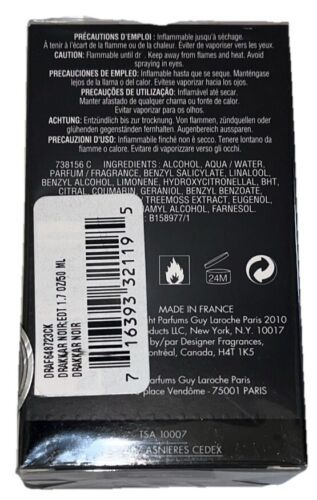 PRÉCAUTIONS D'EMPLOI : Inflammable jusqu'à séchage.
À tenir à l'écart de la flamme ou de la chaleur. Éviter de vaporiser vers les yeux.
CAUTION: Flammable until dry. Keep away from flames and heat. Avoid
spraying in eyes.
PRECAUCIONES DE EMPLEO: Inflamable hasta que se seque. Manténgase
lejos de la llama o del calor. Evitar vaporizar hacia los ojos.
PRECAUÇÕES DE UTILIZAÇÃO: Inflamável até secar.
Manter afastado de qualquer chama ou fonte de calor.
Evitar vaporizar para os olhos.
ACHTUNG: Entzündlich bis zur trocknung. Von flammen, zündquellen oder
glühenden gegenständen fernhalten. Augenbereich aussparen.
PRECAUZIONI D'USO: Infiammabile finché non è secco. Tenere lontano da
fiamme o calore. Evitare di vaporizzare verso gli occhi.
738156 C INGREDIENTS : ALCOHOL, AQUA / WATER,
PARFUM / FRAGRANCE, BENZYL SALICYLATE, LINALOOL,
BENZYL ALCOHOL, LIMONENE, HYDROXYCITRONELLAL, BHT,
CITRAL, COUMARIN, GERANIOL, BENZYL BENZOATE,
TREEMOSS EXTRACT, EUGENOL,
AMYL ALCOHOL, FARNESOL.
: B158977/1
24M
DRAF648723CK
DRAKKAR NOIR;EDT 1.7 OZ/50 ML
DRAKKAR NOIR
7 16393 32119 5
MADE IN FRANCE
Parfums Guy Laroche Paris 2010
Products LLC, New York, N.Y. 10017
by Designer Fragrances,
Montréal, Canada, H4T 1K5
Parfums Guy Laroche
place Vendôme - 75001 PARIS
TSA 10007
ASNIERES CEDEX